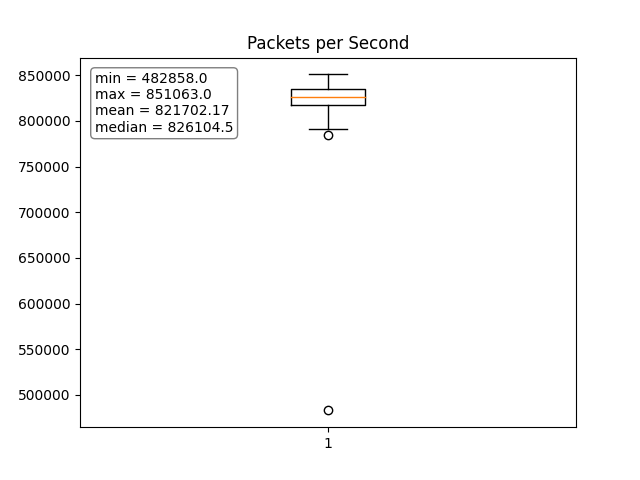 Packets per Second
min = 482858.0
max = 851063.0
mean = 821702.17
median = 826104.5
850000
800000
750000
700000
650000
600000
550000
500000
1